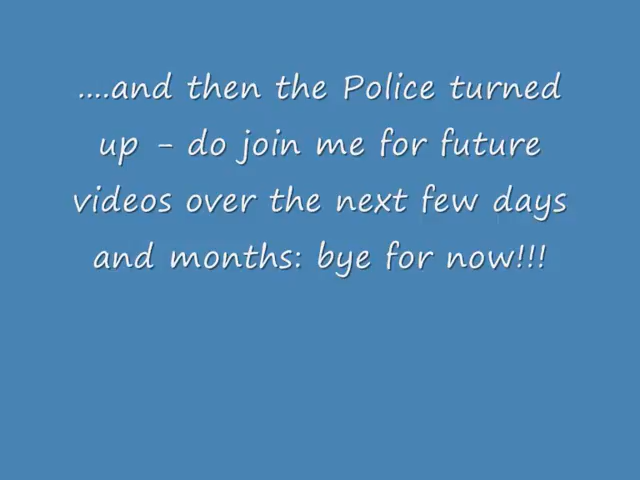 ....and then the Police turned
up - do join me for future
videos over the next few days
and months: bye for now!!!